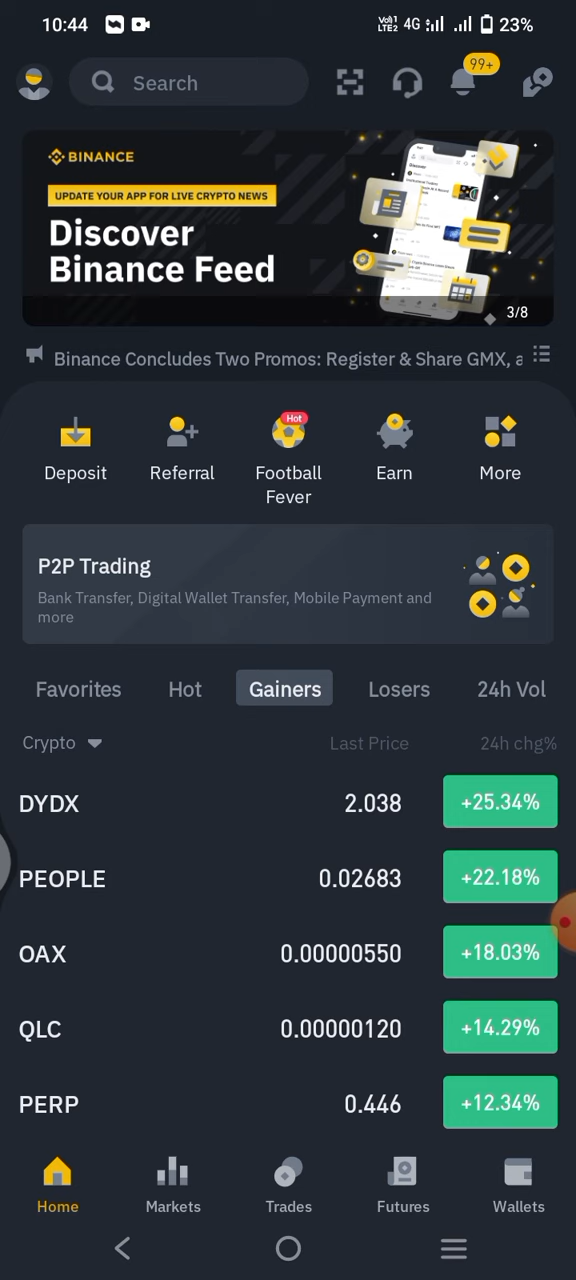 10:44
Vo))1 LTE2 4G 23%
Search
99+
BINANCE
UPDATE YOUR APP FOR LIVE CRYPTO NEWS
Discover
Binance Feed
3/8
Binance Concludes Two Promos: Register & Share GMX, a
Deposit
Referral
Hot
Football
Fever
Earn
More
P2P Trading
Bank Transfer, Digital Wallet Transfer, Mobile Payment and
more
Favorites Hot Gainers Losers 24h Vol
Crypto Last Price 24h chg%
DYDX 2.038 +25.34%
PEOPLE 0.02683 +22.18%
OAX 0.00000550 +18.03%
QLC 0.00000120 +14.29%
PERP 0.446 +12.34%
Home Markets Trades Futures Wallets